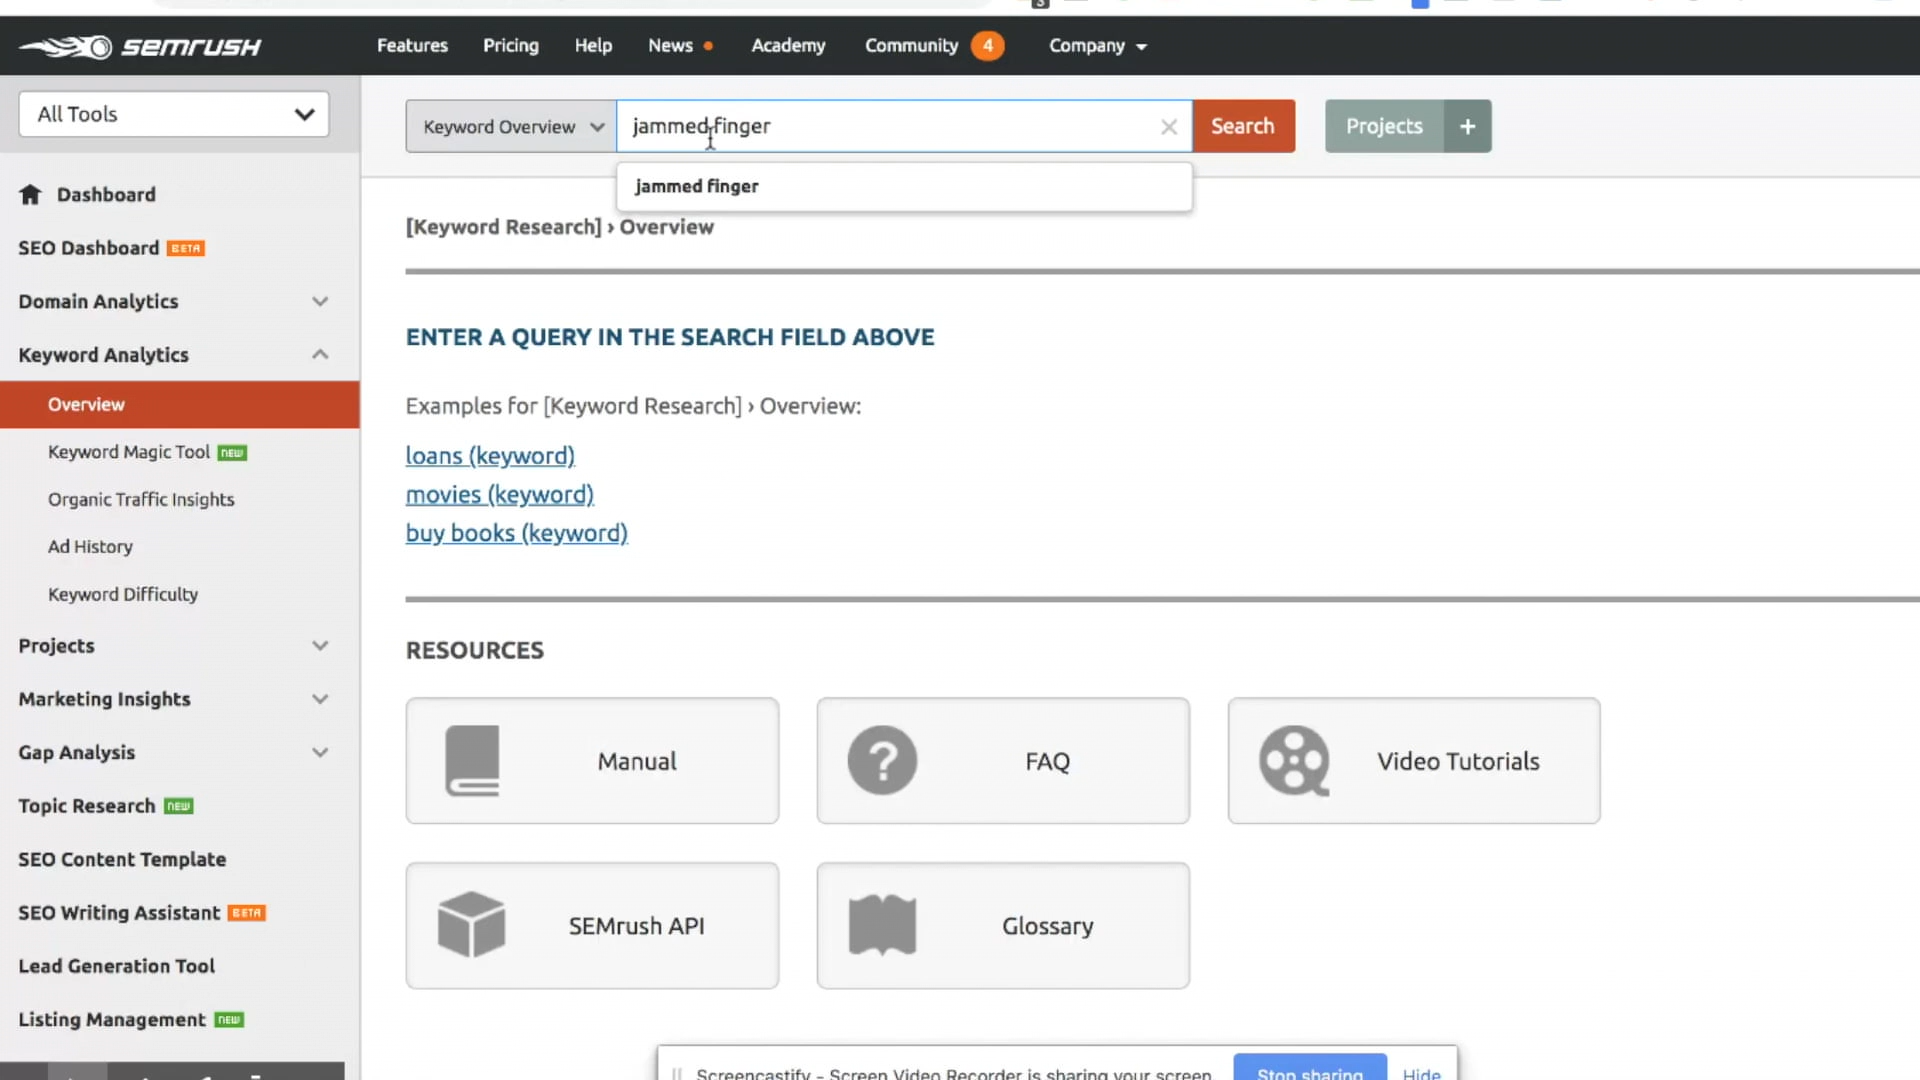 3
semrush
Features Pricing Help News Academy Community 4 Company
All Tools
Keyword Overview jammed finger Search Projects +
jammed finger
Dashboard
SEO Dashboard BETA
Domain Analytics
Keyword Analytics
Overview
Keyword Magic Tool NEW
Organic Traffic Insights
Ad History
Keyword Difficulty
Projects
Marketing Insights
Gap Analysis
Topic Research NEW
SEO Content Template
SEO Writing Assistant BETA
Lead Generation Tool
Listing Management NEW
[Keyword Research] › Overview
ENTER A QUERY IN THE SEARCH FIELD ABOVE
Examples for [Keyword Research] › Overview:
loans (keyword)
movies (keyword)
buy books (keyword)
RESOURCES
Manual
? FAQ
Video Tutorials
SEMrush API
Glossary
Screencastify - Screen Video Recorder is sharing your screen. Stop sharing Hide